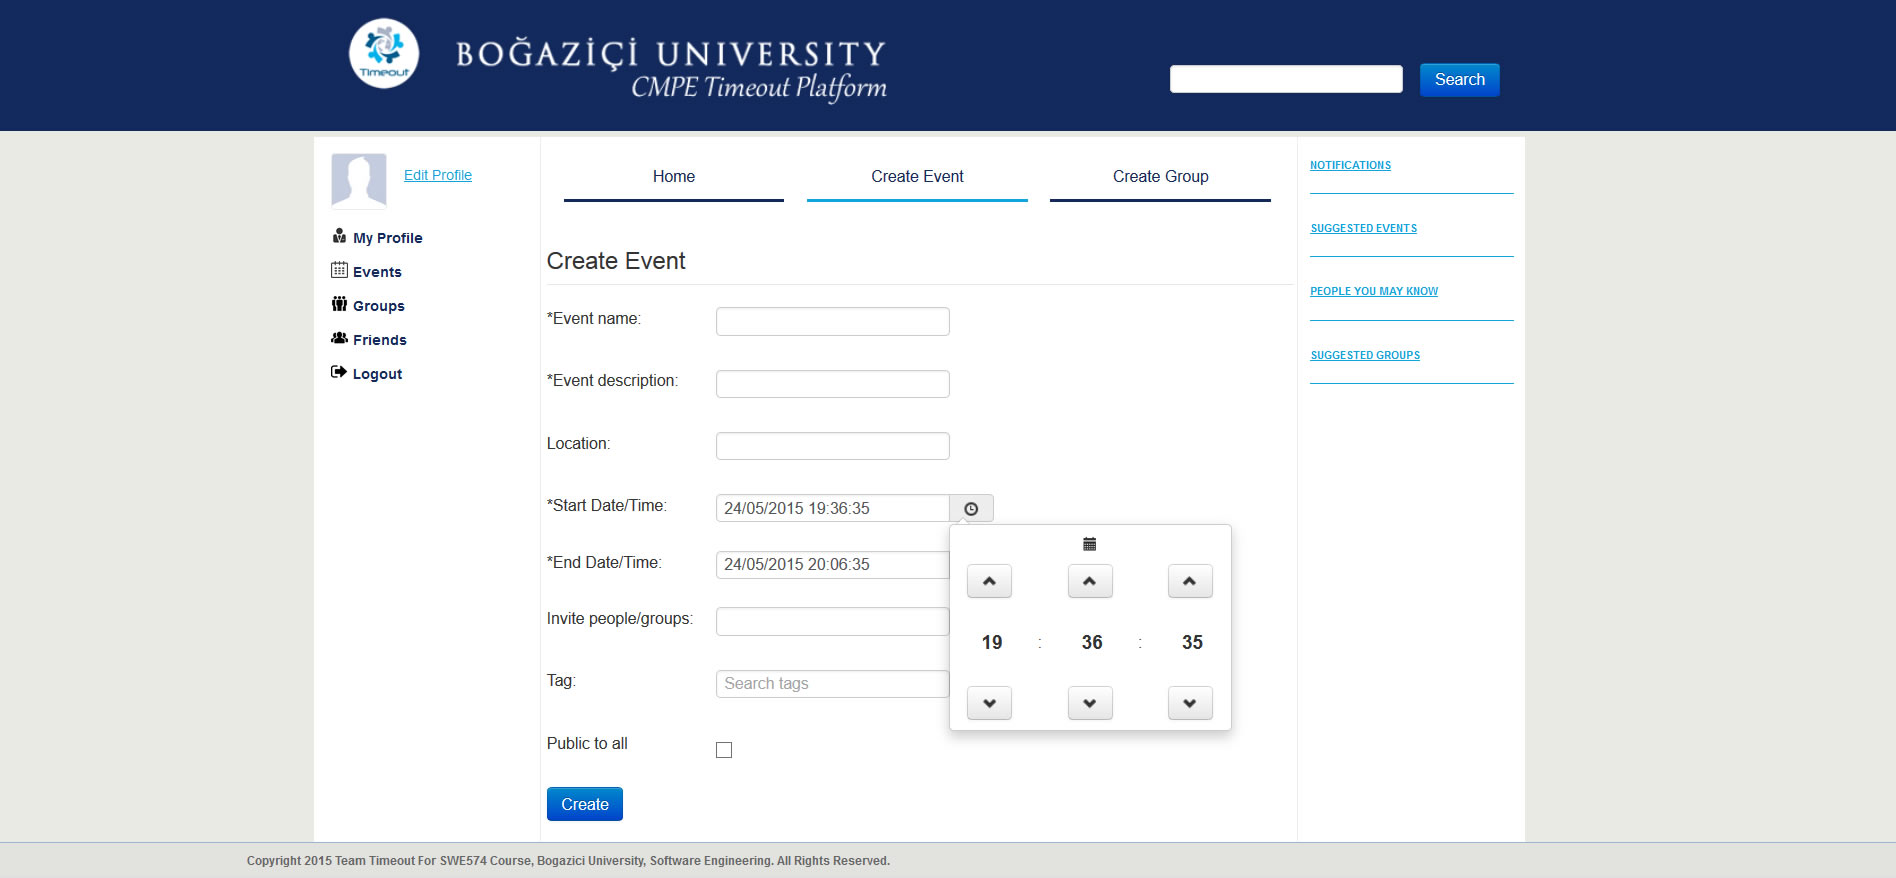 Timeout
BOĞAZİÇİ UNIVERSITY
CMPE Timeout Platform
Search
Edit Profile
My Profile
Events
Groups
Friends
Logout
Home
Create Event
Create Group
Create Event
*Event name:
*Event description:
Location:
*Start Date/Time:
24/05/2015 19:36:35
*End Date/Time:
24/05/2015 20:06:35
Invite people/groups:
Tag:
Search tags
Public to all
Create
19 : 36 : 35
NOTIFICATIONS
SUGGESTED EVENTS
PEOPLE YOU MAY KNOW
SUGGESTED GROUPS
Copyright 2015 Team Timeout For SWE574 Course, Bogazici University, Software Engineering. All Rights Reserved.